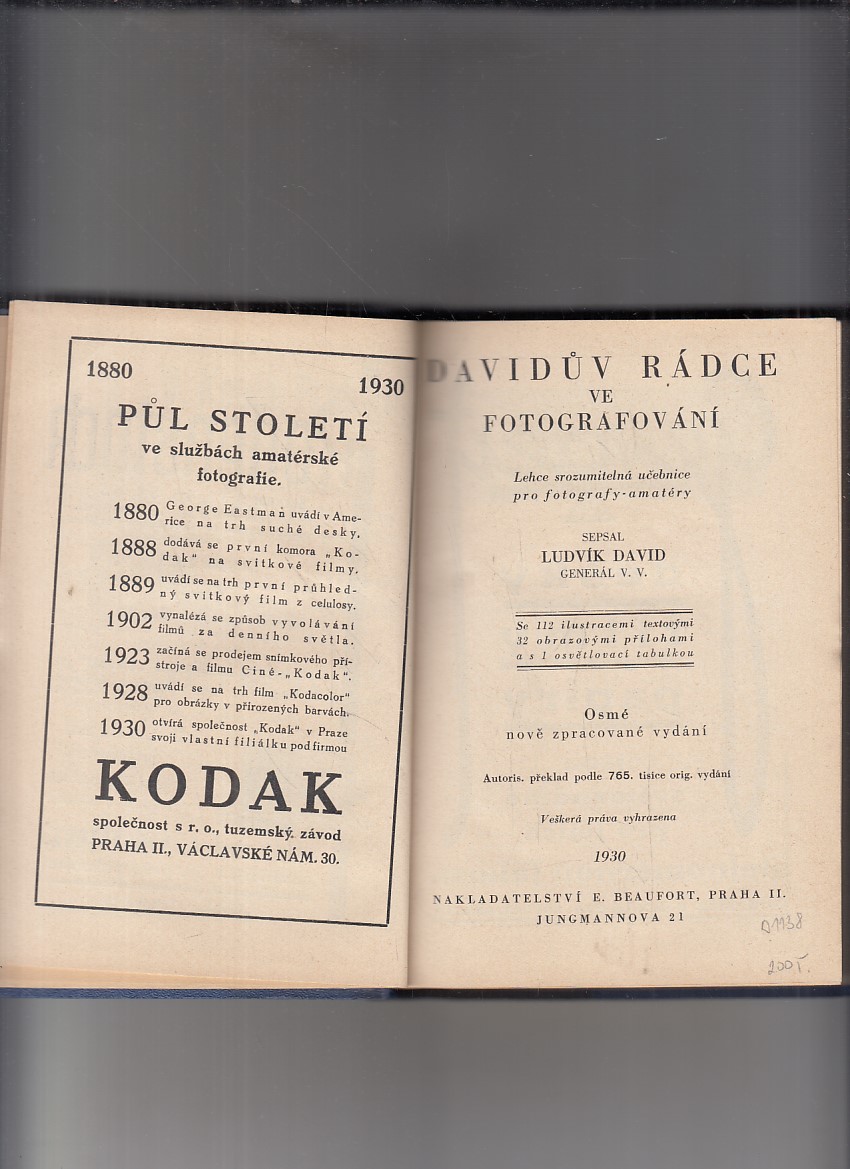 1880
1930
PŮL STOLETÍ
ve službách amatérské
fotografie.
1880 George Eastman uvádí v Ame-
rice na trh suché desky.
1888 dodává se první komora „Ko-
dak“ na svitkové filmy.
1889 uvádí se na trh první průhled-
ný svitkový film z celulosy.
1902 vynalézá se způsob vyvolávání
filmů za denního světla.
1923 začíná se prodejem snímkového pří-
stroje a filmu Ciné-„Kodak“.
1928 uvádí se na trh film „Kodacolor“
pro obrázky v přirozených barvách.
1930 otvírá společnost „Kodak“ v Praze
svoji vlastní filiálku pod firmou
KODAK
společnost s r. o., tuzemský. závod
PRAHA II., VÁCLAVSKÉ NÁM. 30.
DAVIDŮV RÁDCE
VE
FOTOGRAFOVÁNÍ
Lehce srozumitelná učebnice
pro fotografy-amatéry
SEPSAL
LUDVÍK DAVID
GENERÁL V. V.
Se 112 ilustracemi textovými
32 obrazovými přílohami
a s 1 osvětlovací tabulkou
Osmé
nově zpracované vydání
Autoris. překlad podle 765. tisíce orig. vydání
Veškerá práva vyhrazena
1930
NAKLADATELSTVÍ E. BEAUFORT, PRAHA II.
JUNGMANNOVA 21